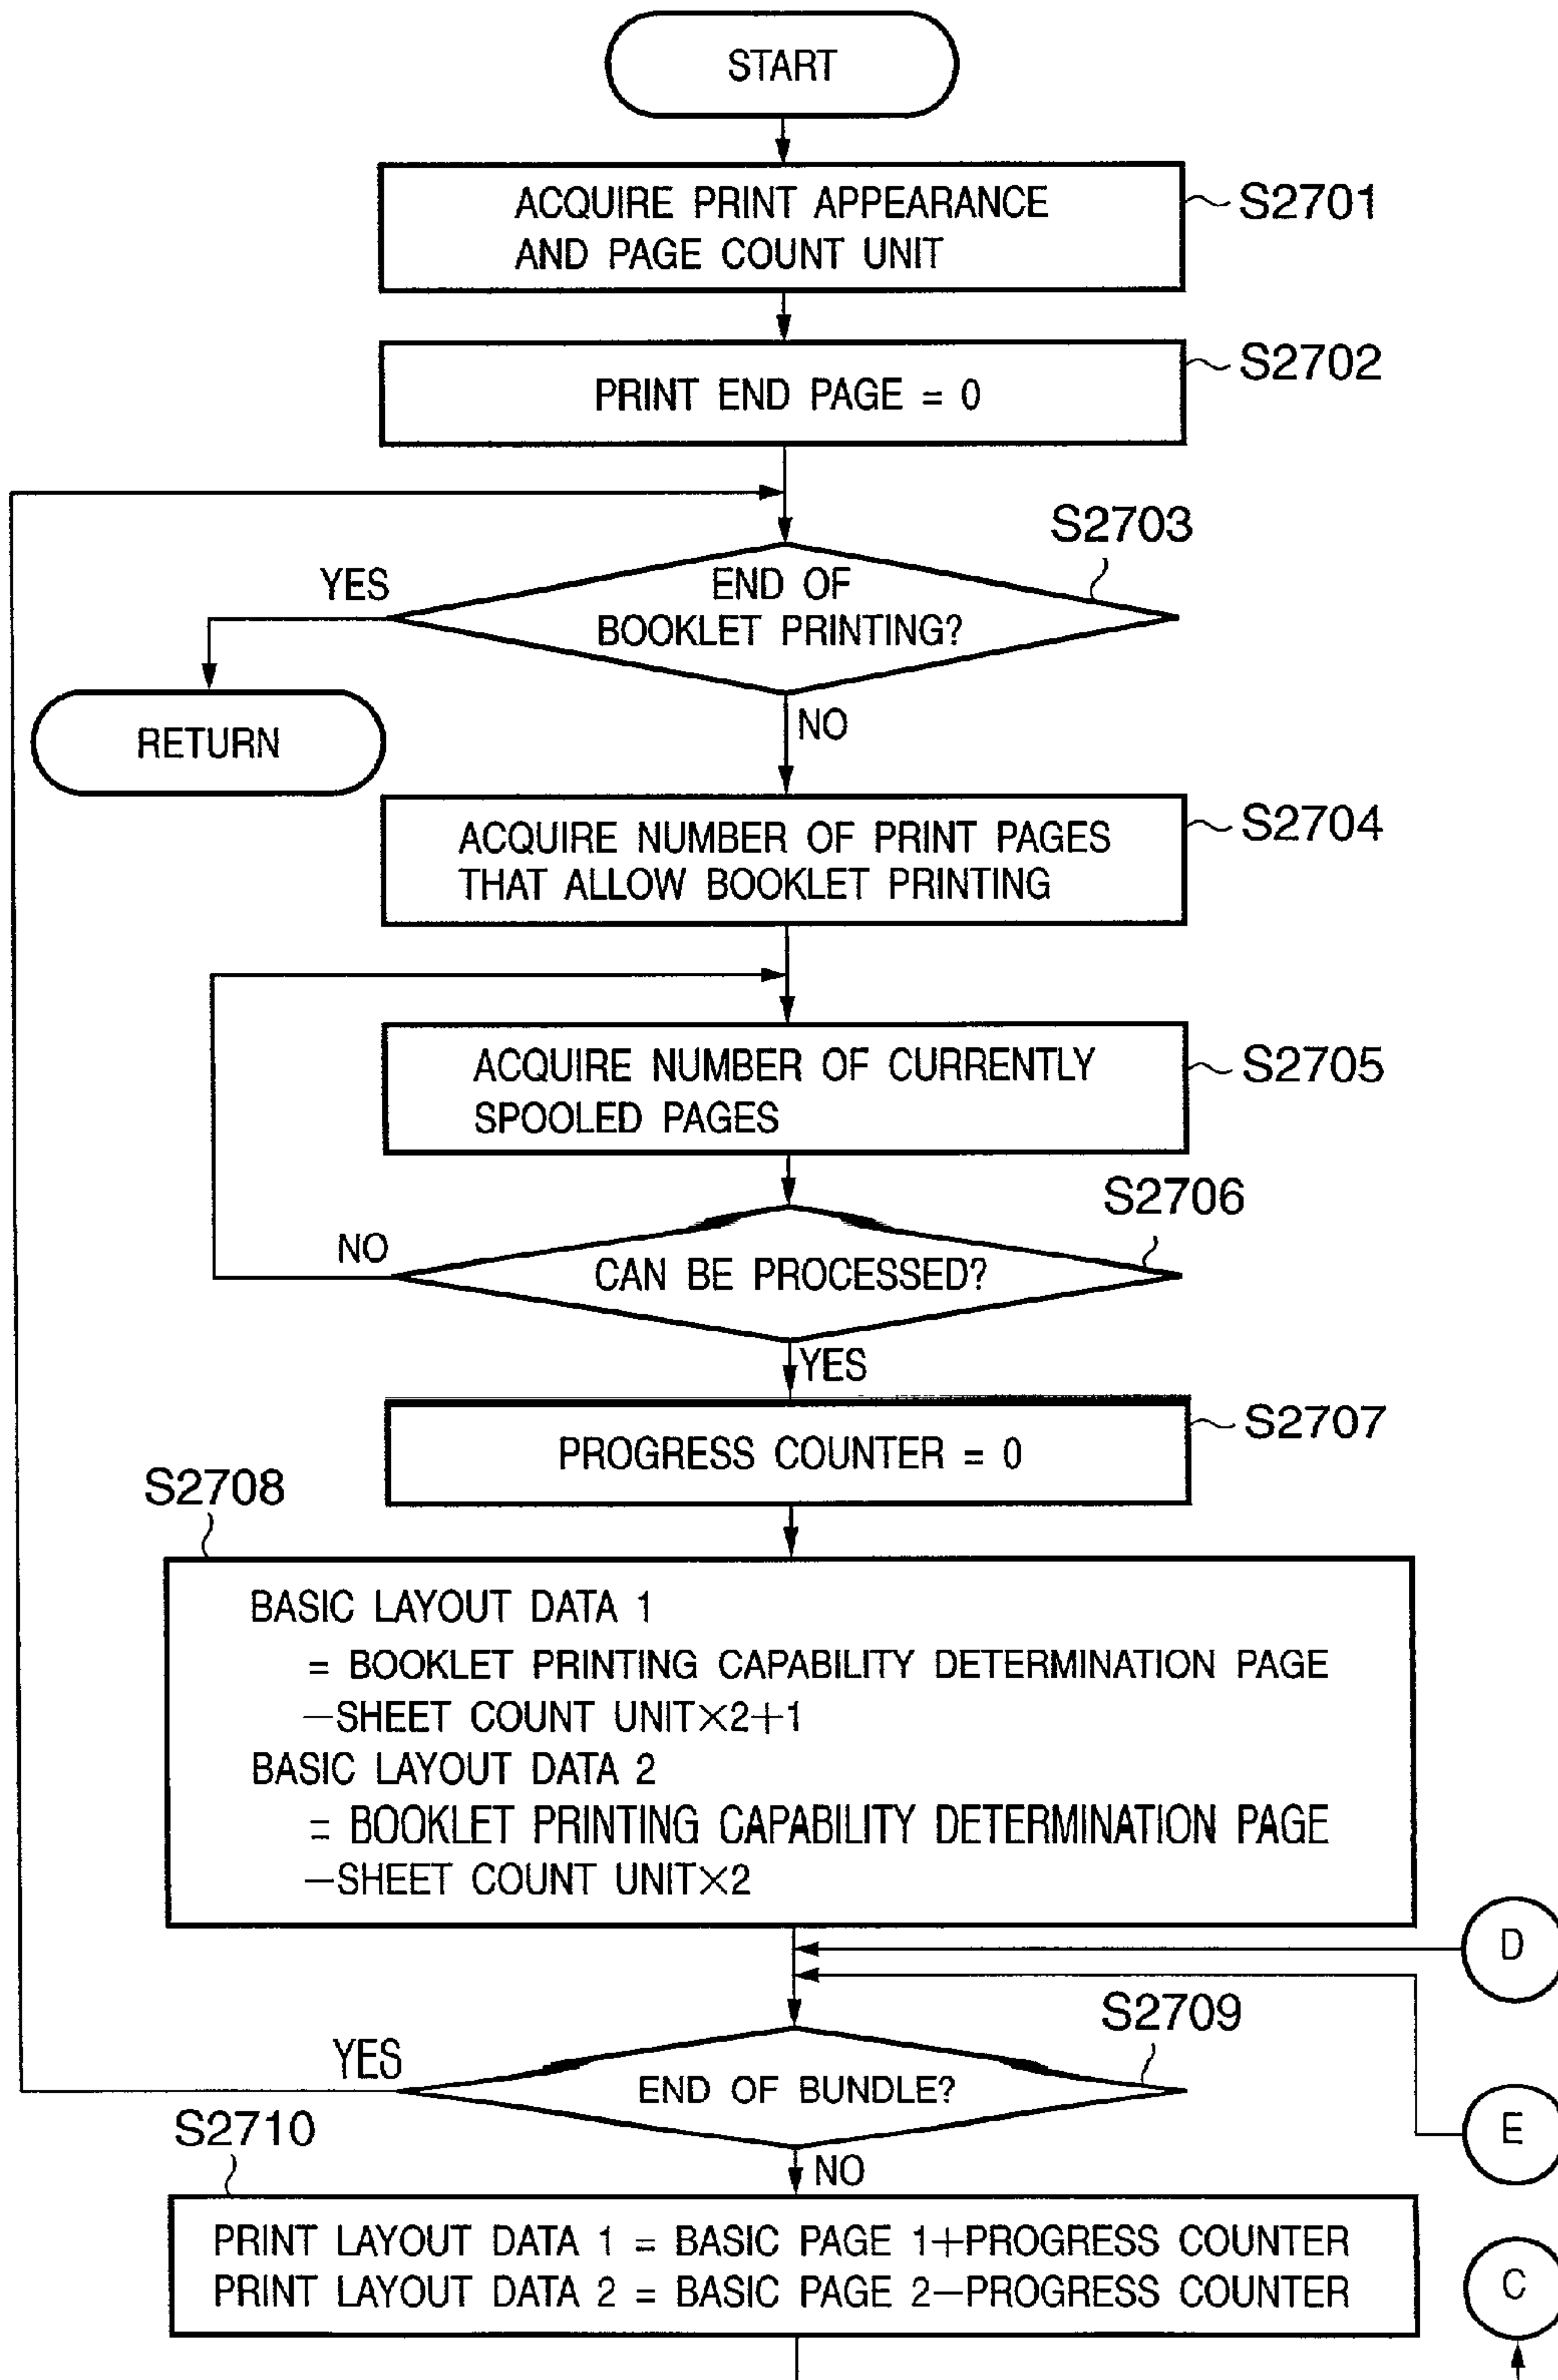 START
ACQUIRE PRINT APPEARANCE
AND PAGE COUNT UNIT
S2701
PRINT END PAGE = 0
S2702
S2703
YES
END OF
BOOKLET PRINTING?
RETURN
NO
ACQUIRE NUMBER OF PRINT PAGES
THAT ALLOW BOOKLET PRINTING
S2704
ACQUIRE NUMBER OF CURRENTLY
SPOOLED PAGES
S2705
S2706
NO
CAN BE PROCESSED?
YES
PROGRESS COUNTER = 0
S2707
S2708
BASIC LAYOUT DATA 1
= BOOKLET PRINTING CAPABILITY DETERMINATION PAGE
−SHEET COUNT UNIT×2+1
BASIC LAYOUT DATA 2
= BOOKLET PRINTING CAPABILITY DETERMINATION PAGE
−SHEET COUNT UNIT×2
D
S2709
YES
END OF BUNDLE?
E
S2710
NO
PRINT LAYOUT DATA 1 = BASIC PAGE 1+PROGRESS COUNTER
PRINT LAYOUT DATA 2 = BASIC PAGE 2−PROGRESS COUNTER
C